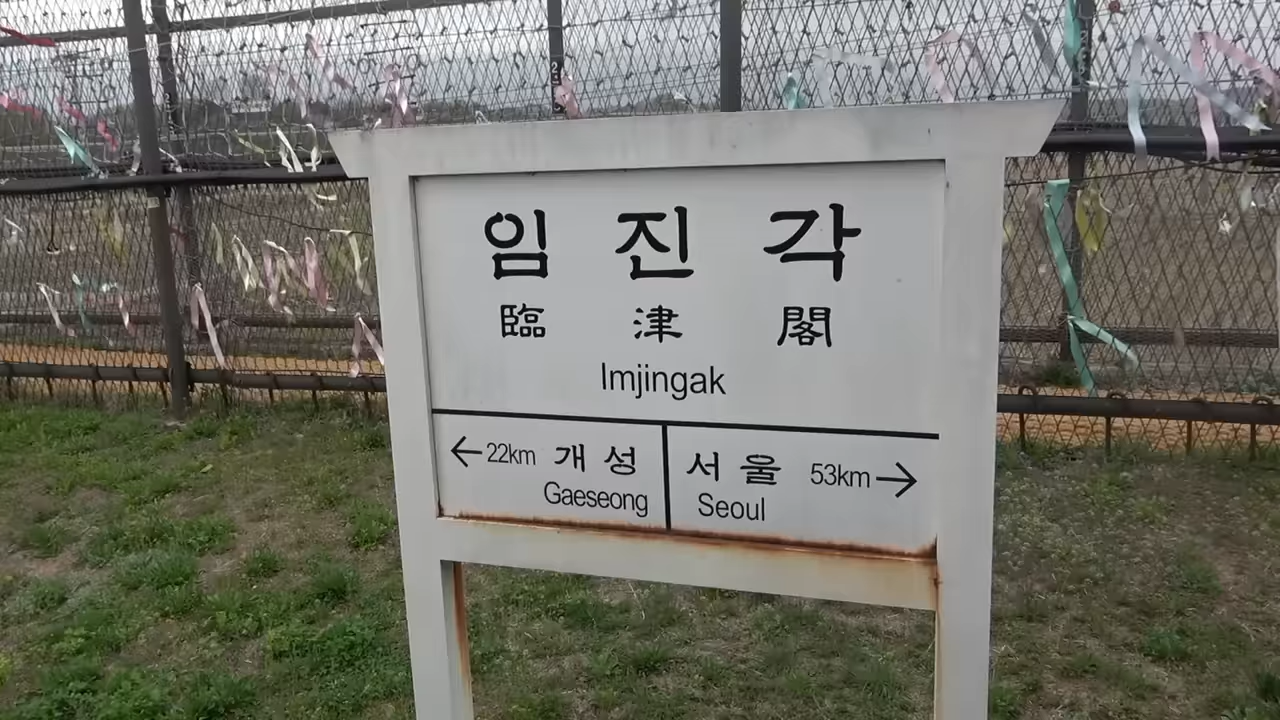 임 진 각
臨 津 閣
Imjingak
←22km 개 성
Gaeseong
서 울 53km→
Seoul